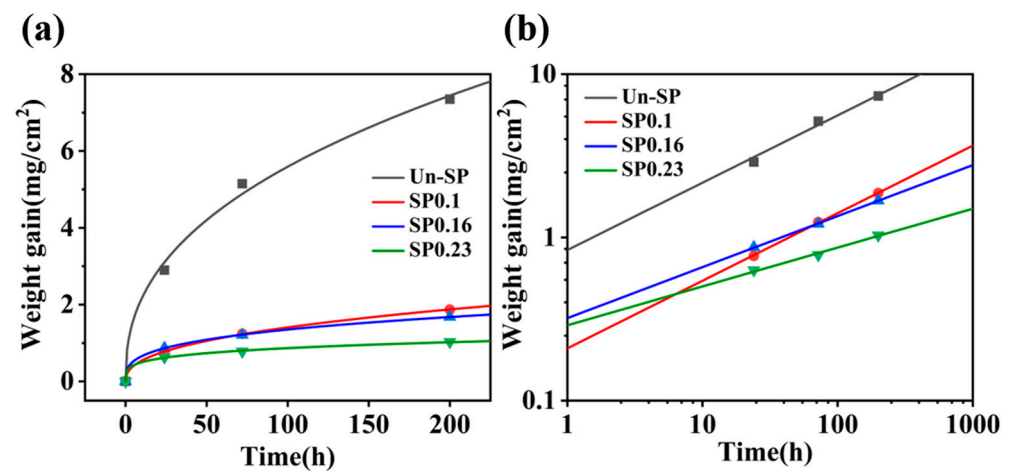 (a)
Weight gain(mg/cm²)
8
6
4
2
0
Un-SP
SP0.1
SP0.16
SP0.23
0 50 100 150 200
Time(h)
(b)
Weight gain(mg/cm²)
10
1
0.1
Un-SP
SP0.1
SP0.16
SP0.23
1 10 100 1000
Time(h)